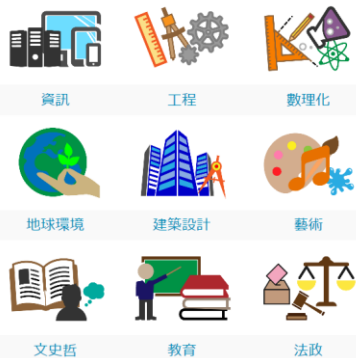 資訊
工程
數理化
地球環境
建築設計
藝術
文史哲
教育
法政